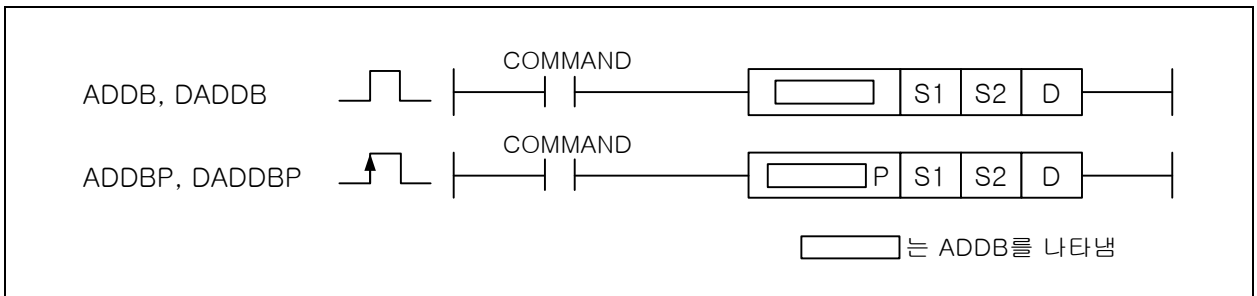 COMMAND
ADDB, DADDB S1 S2 D
COMMAND
ADDBP, DADDBP P S1 S2 D
는 ADDB를 나타냄